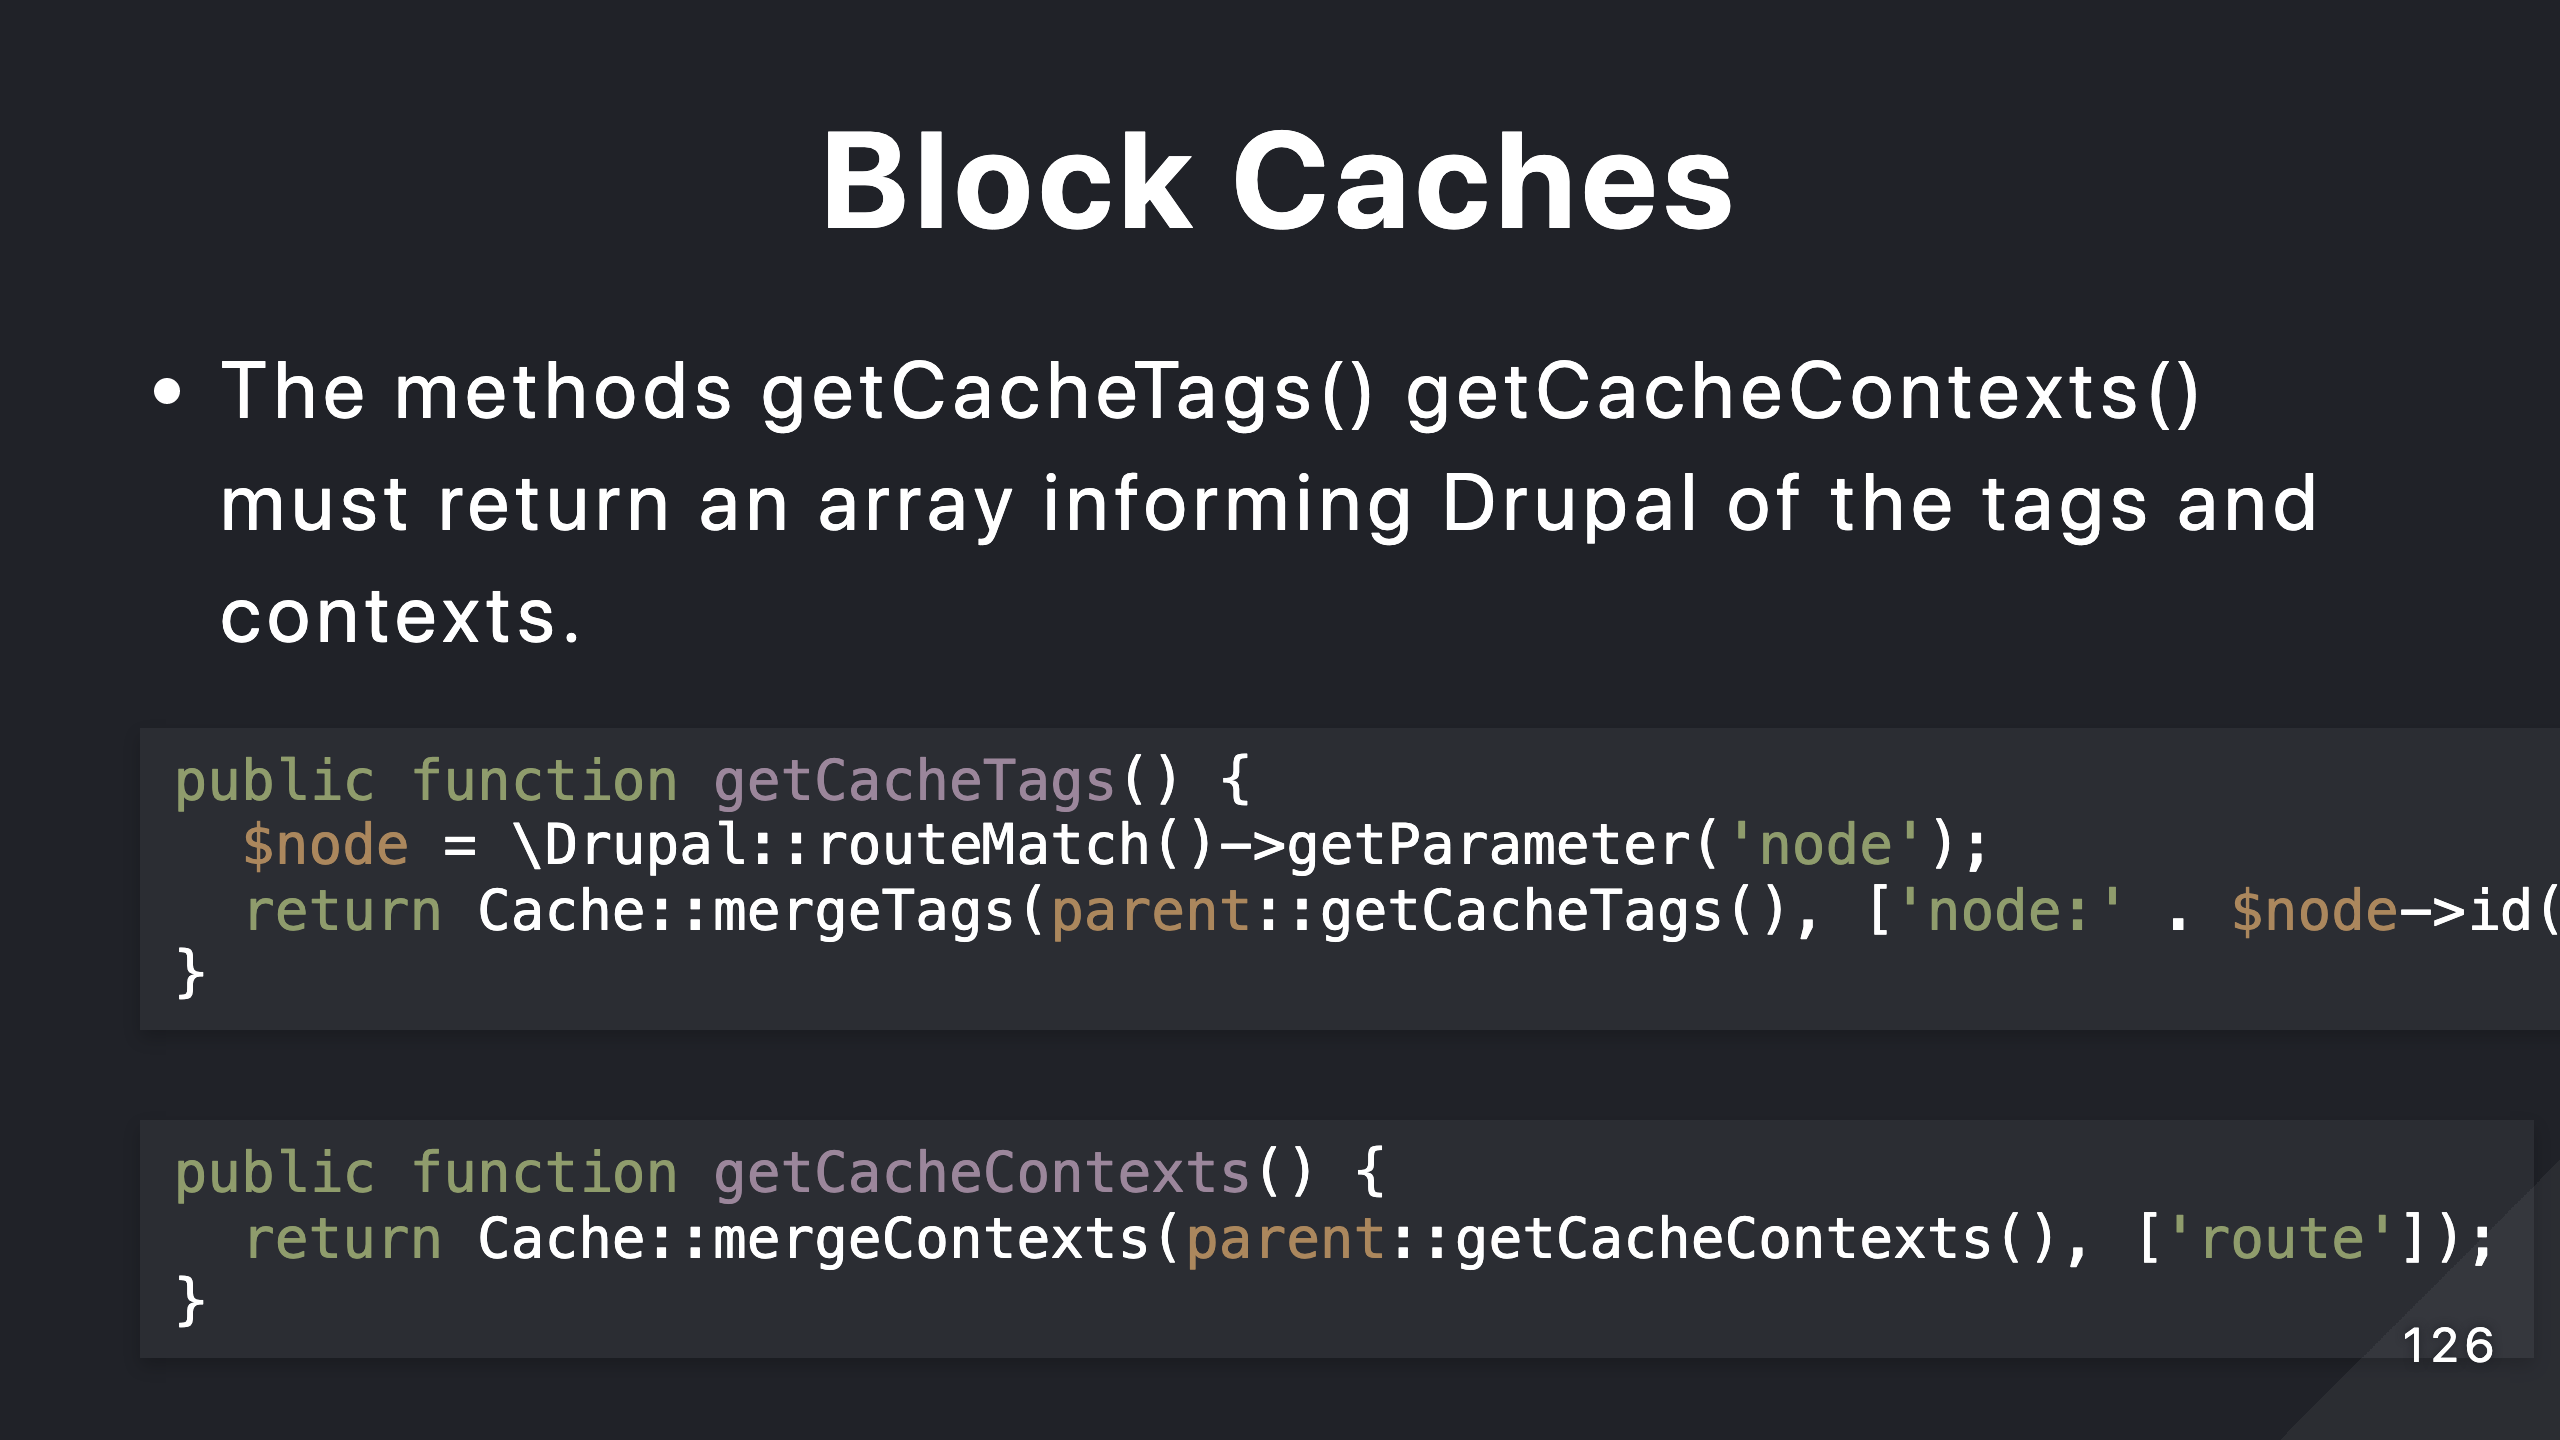 Block Caches
• The methods getCacheTags() getCacheContexts()
must return an array informing Drupal of the tags and
contexts.
public function getCacheTags() {
  $node = \Drupal::routeMatch()->getParameter('node');
  return Cache::mergeTags(parent::getCacheTags(), ['node:' . $node->id(
}
public function getCacheContexts() {
  return Cache::mergeContexts(parent::getCacheContexts(), ['route']);
}
126